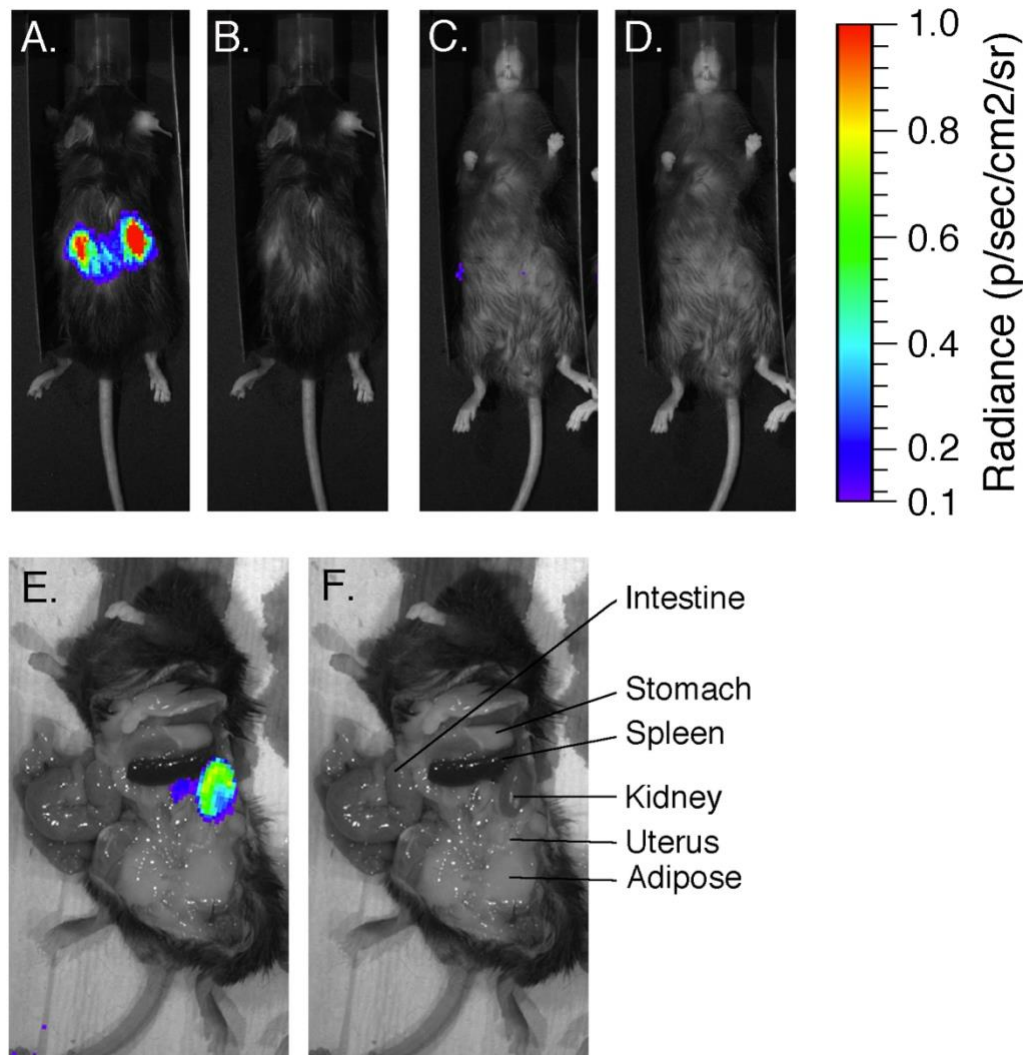 A.
B.
C.
D.
1.0
0.8
0.6
0.4
0.2
0.1
Radiance (p/sec/cm2/sr)
E.
F.
Intestine
Stomach
Spleen
Kidney
Uterus
Adipose